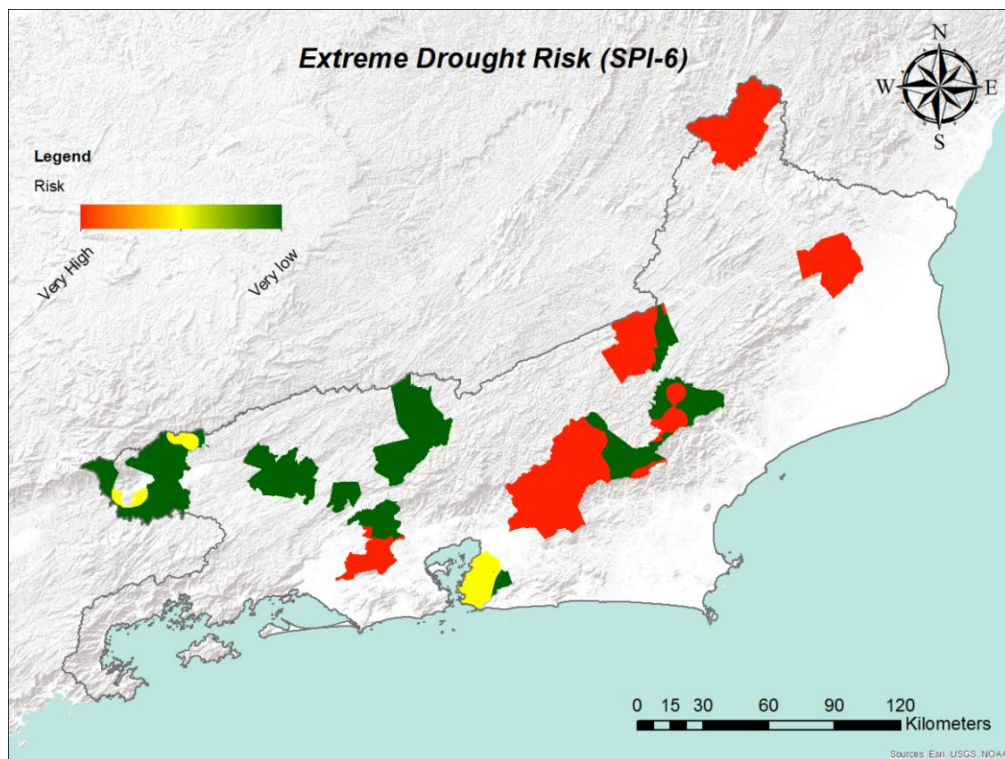 Extreme Drought Risk (SPI-6)
N
W E
S
Legend
Risk
Very High
Very low
0 15 30 60 90 120
Kilometers
Sources: Esri, USGS, NOAA